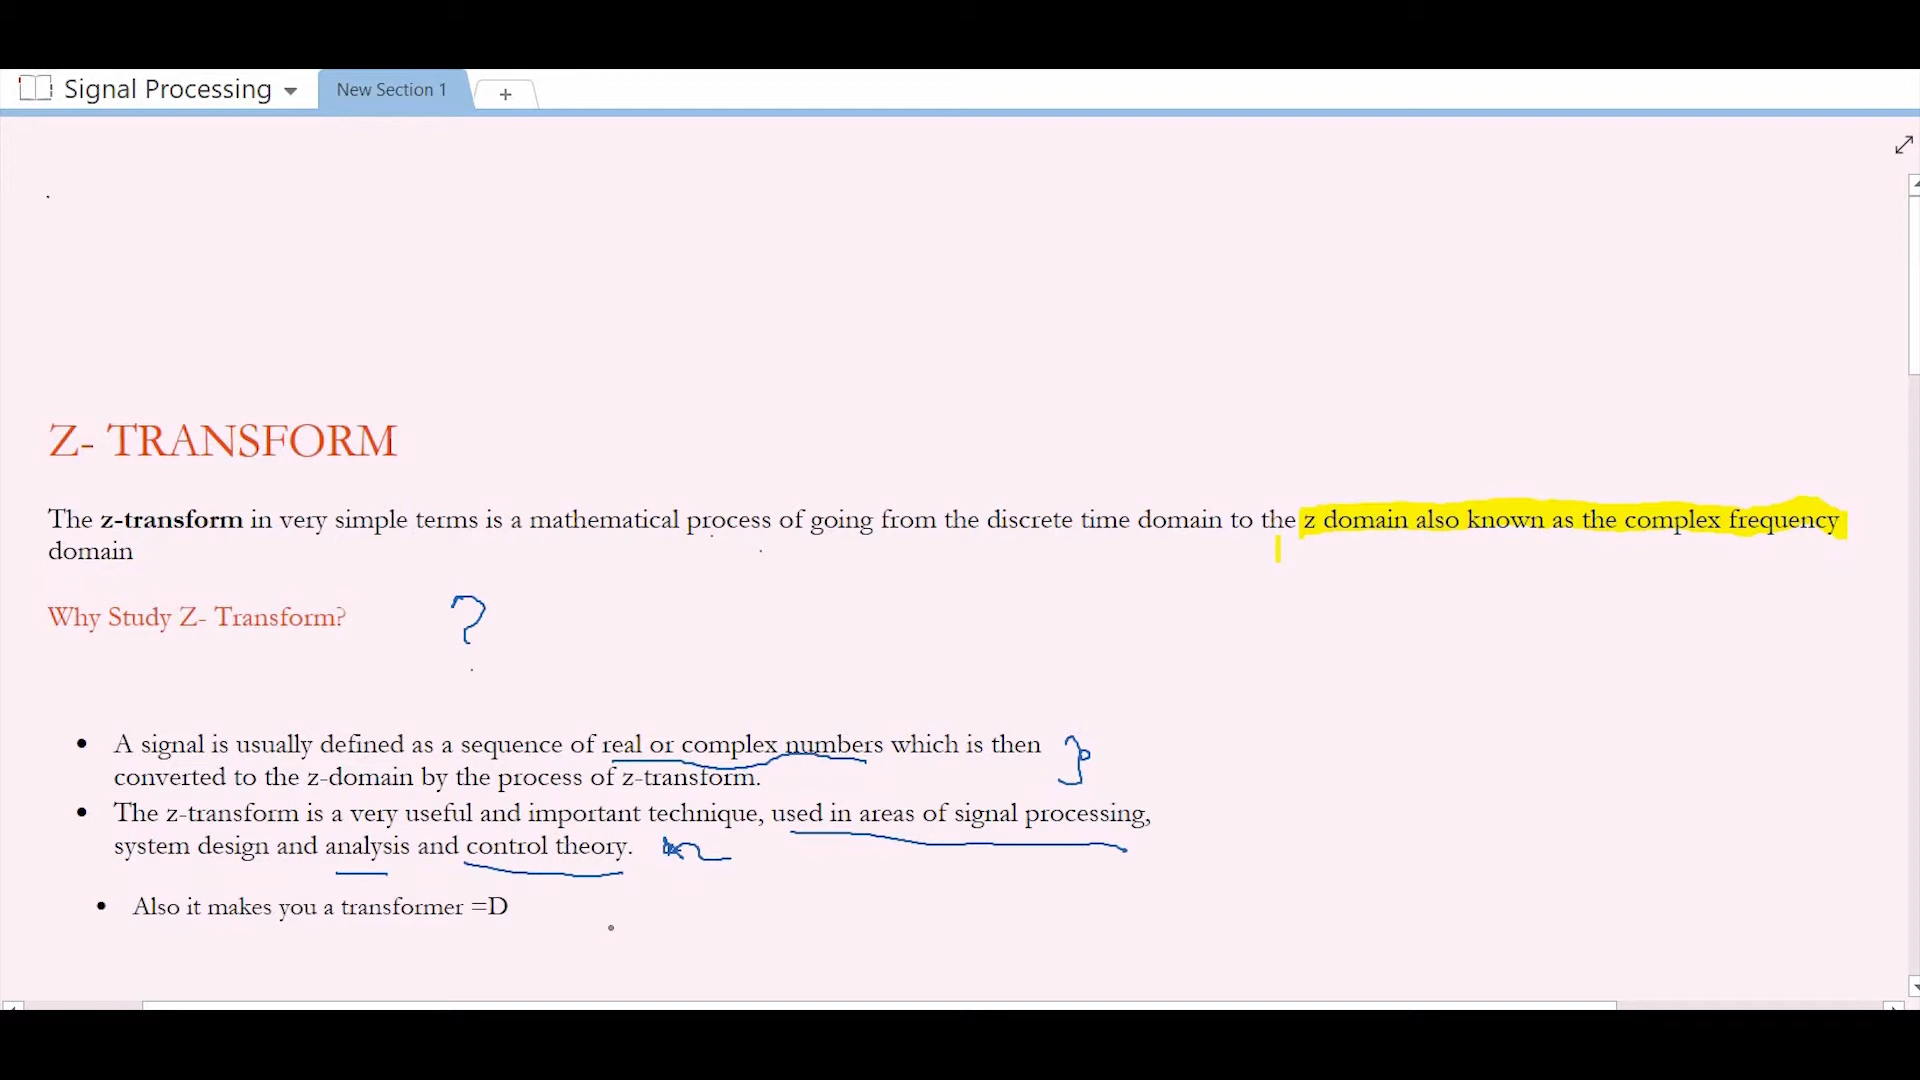 Signal Processing
New Section 1
+
Z- TRANSFORM
The z-transform in very simple terms is a mathematical process of going from the discrete time domain to the z domain also known as the complex frequency
domain
Why Study Z- Transform?
?
• A signal is usually defined as a sequence of real or complex numbers which is then
converted to the z-domain by the process of z-transform.
• The z-transform is a very useful and important technique, used in areas of signal processing,
system design and analysis and control theory.
• Also it makes you a transformer =D